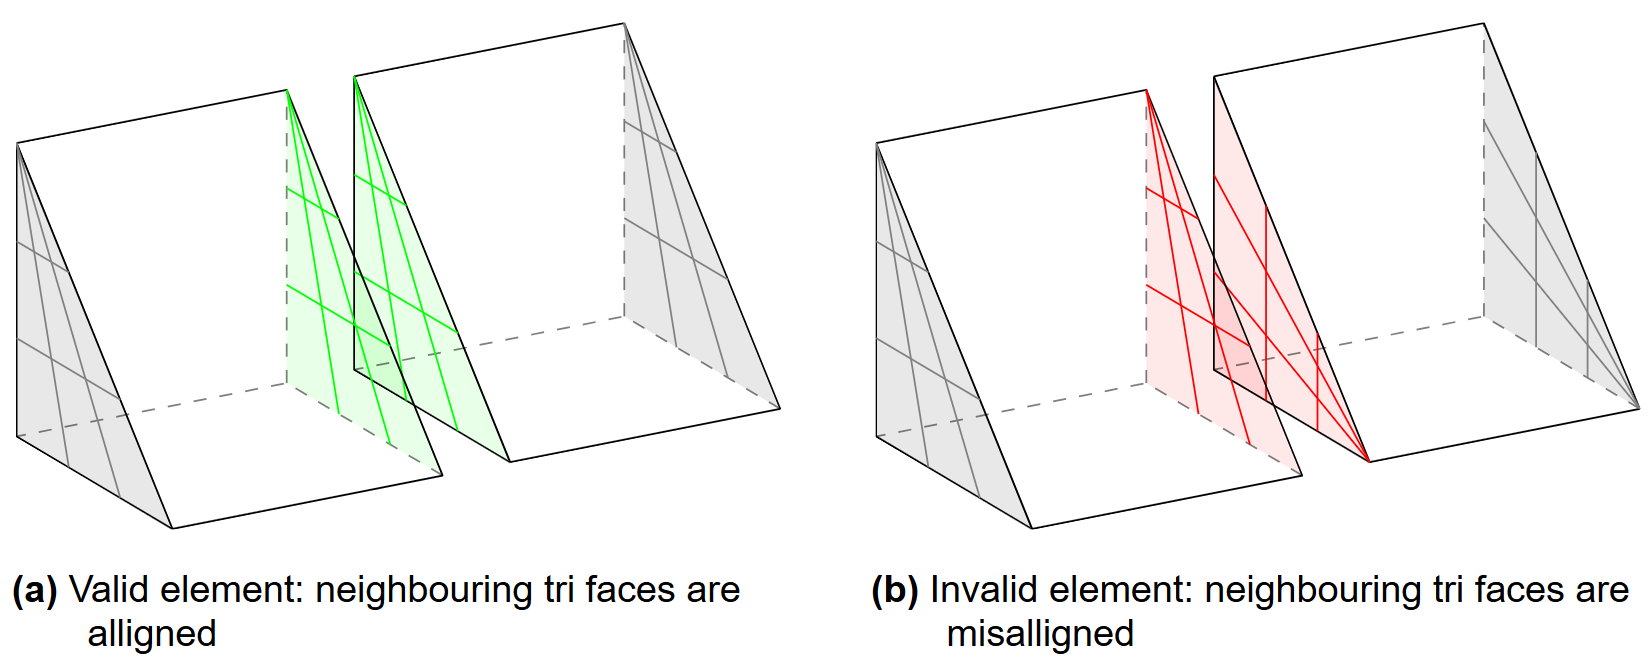 (a) Valid element: neighbouring tri faces are
alligned
(b) Invalid element: neighbouring tri faces are
misalligned